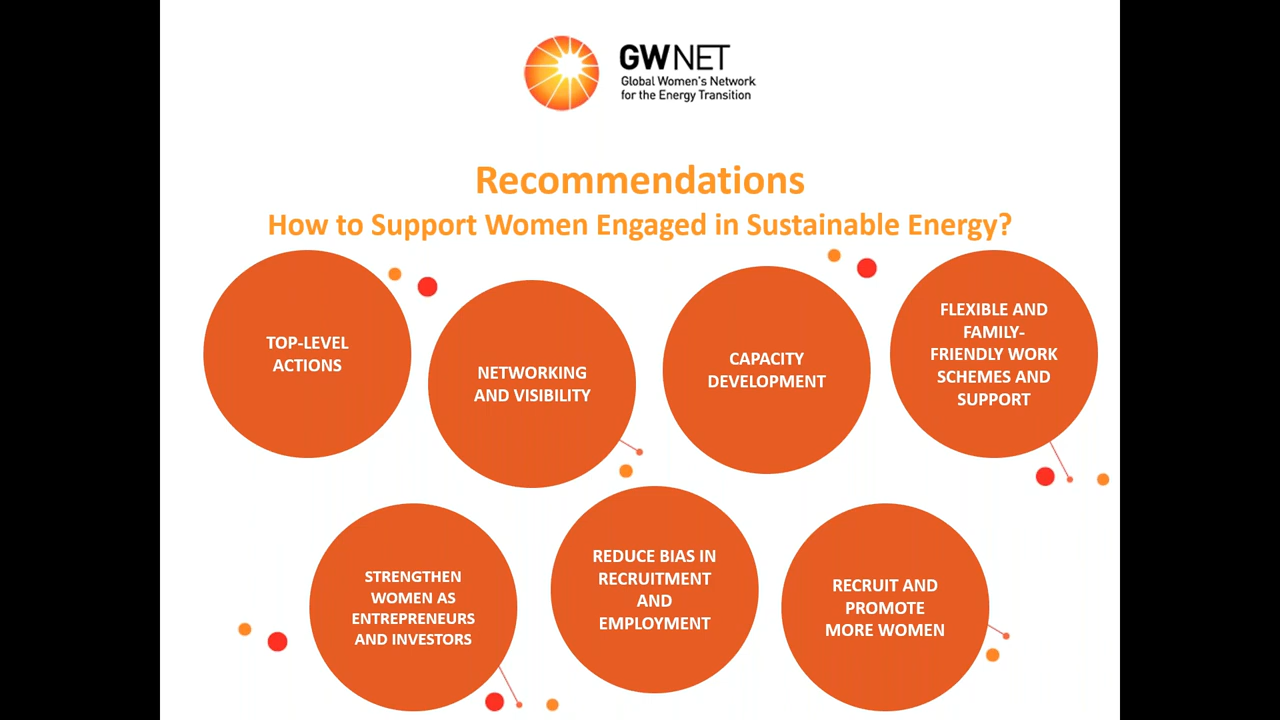 GWNET
Global Women's Network
for the Energy Transition
Recommendations
How to Support Women Engaged in Sustainable Energy?
TOP-LEVEL
ACTIONS
NETWORKING
AND VISIBILITY
CAPACITY
DEVELOPMENT
FLEXIBLE AND
FAMILY-
FRIENDLY WORK
SCHEMES AND
SUPPORT
STRENGTHEN
WOMEN AS
ENTREPRENEURS
AND INVESTORS
REDUCE BIAS IN
RECRUITMENT
AND
EMPLOYMENT
RECRUIT AND
PROMOTE
MORE WOMEN